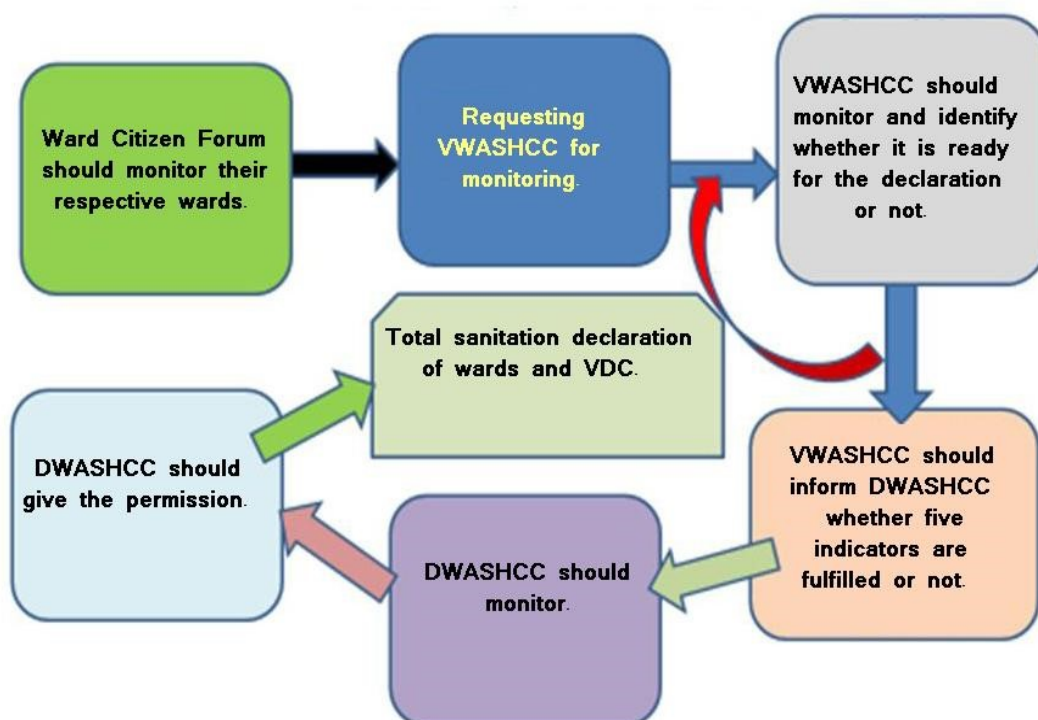 Ward Citizen Forum
should monitor their
respective wards.
Requesting
VWASHCC for
monitoring.
VWASHCC should
monitor and identify
whether it is ready
for the declaration
or not.
VWASHCC should
inform DWASHCC
whether five
indicators are
fulfilled or not.
DWASHCC should
monitor.
DWASHCC should
give the permission.
Total sanitation declaration
of wards and VDC.